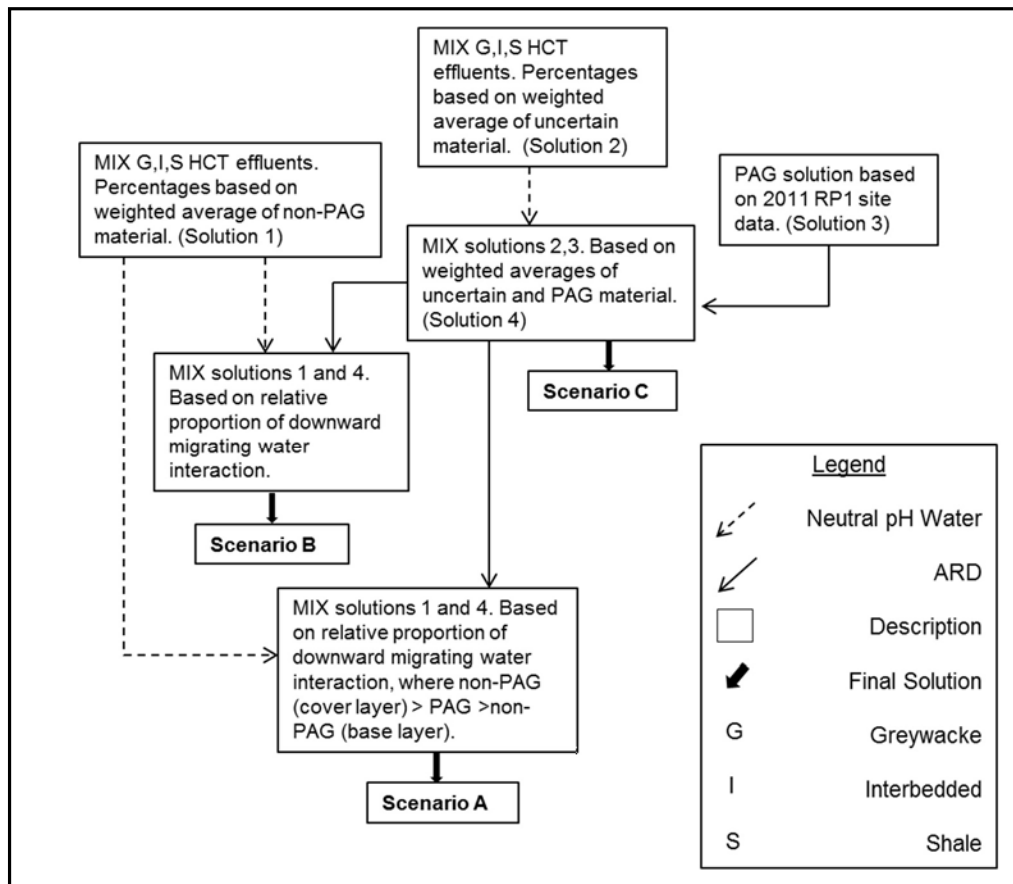 MIX G,I,S HCT
effluents. Percentages
based on weighted
average of uncertain
material.  (Solution 2)
MIX G,I,S HCT effluents.
Percentages based on
weighted average of non-PAG
material. (Solution 1)
PAG solution based
on 2011 RP1 site
data. (Solution 3)
MIX solutions 2,3. Based on
weighted averages of
uncertain and PAG material.
(Solution 4)
MIX solutions 1 and 4.
Based on relative
proportion of downward
migrating water
interaction.
Scenario C
Scenario B
MIX solutions 1 and 4. Based
on relative proportion of
downward migrating water
interaction, where non-PAG
(cover layer) > PAG >non-
PAG (base layer).
Scenario A
Legend
Neutral pH Water
ARD
Description
Final Solution
G Greywacke
I Interbedded
S Shale